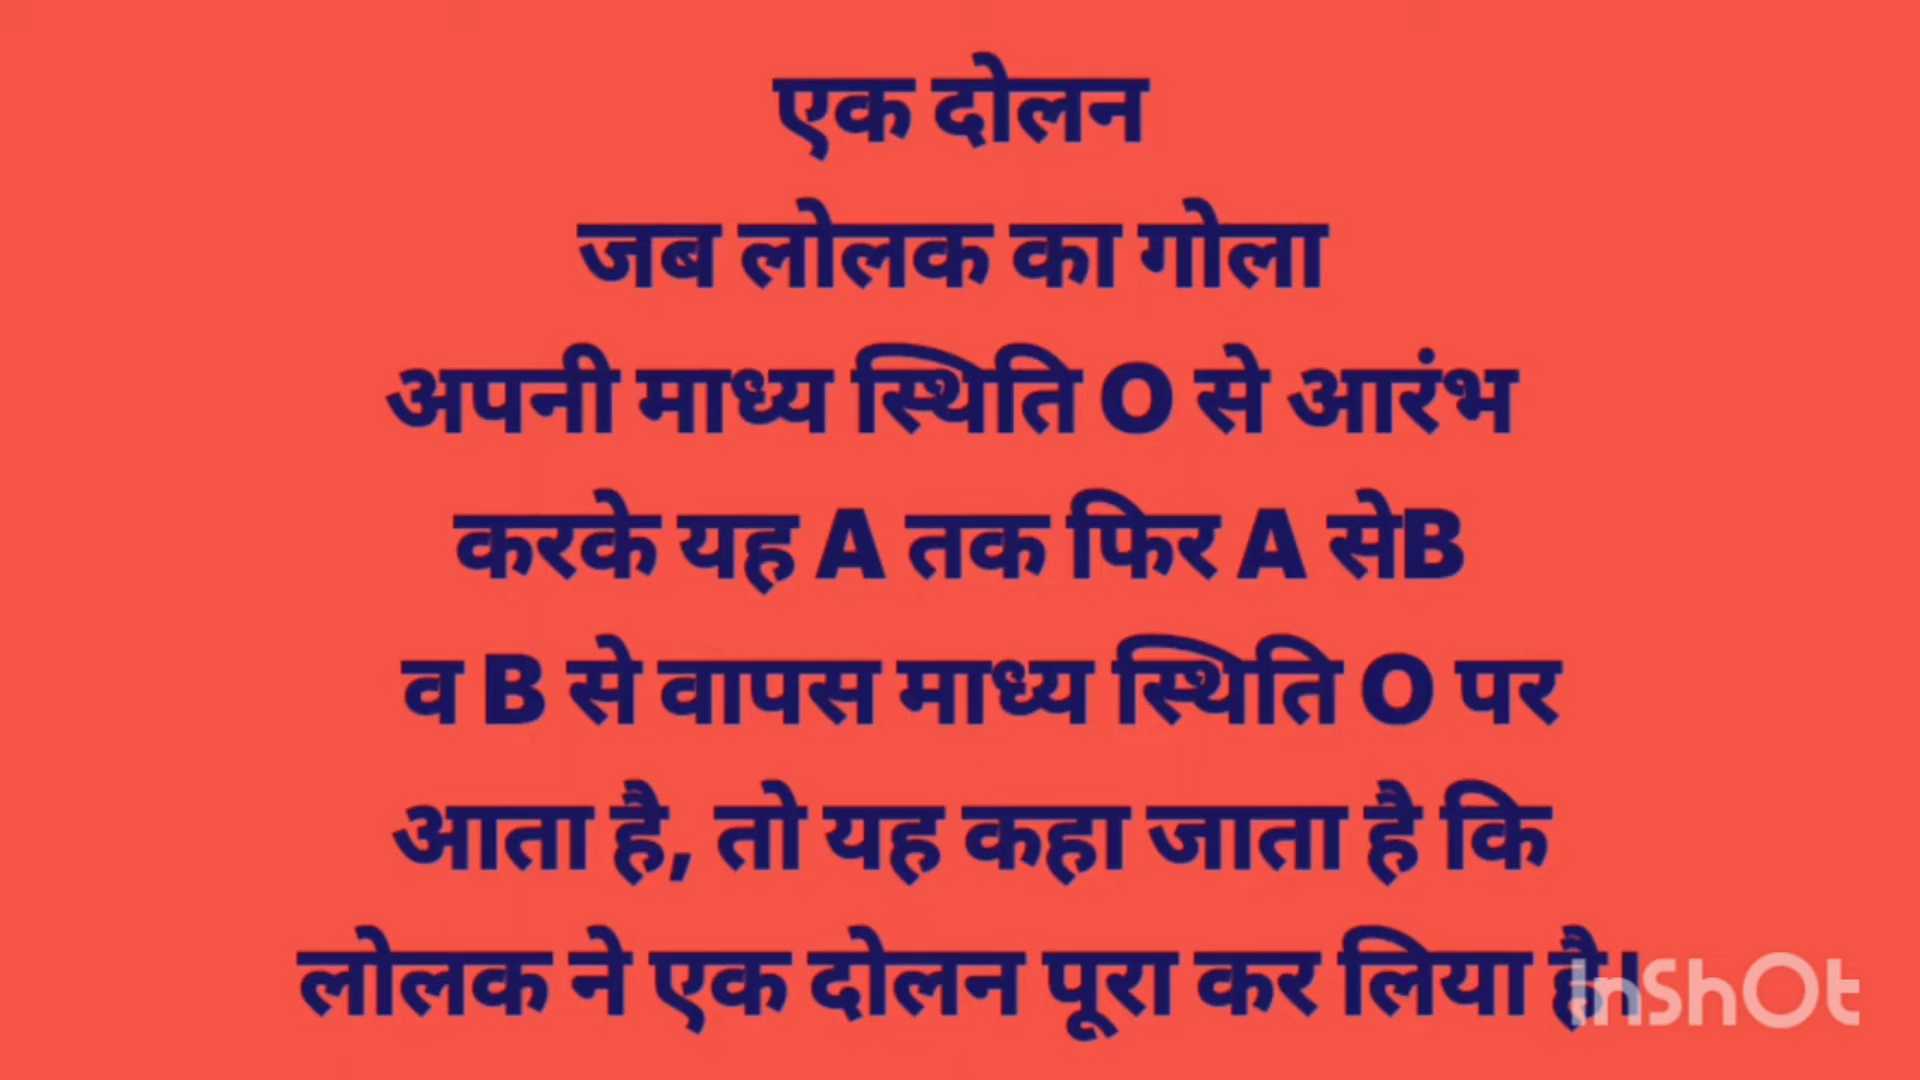 एक दोलन
जब लोलक का गोला
अपनी माध्य स्थिति O से आरंभ
करके यह A तक फिर A सेB
व B से वापस माध्य स्थिति O पर
आता है, तो यह कहा जाता है कि
लोलक ने एक दोलन पूरा कर लिया है।
InShOt